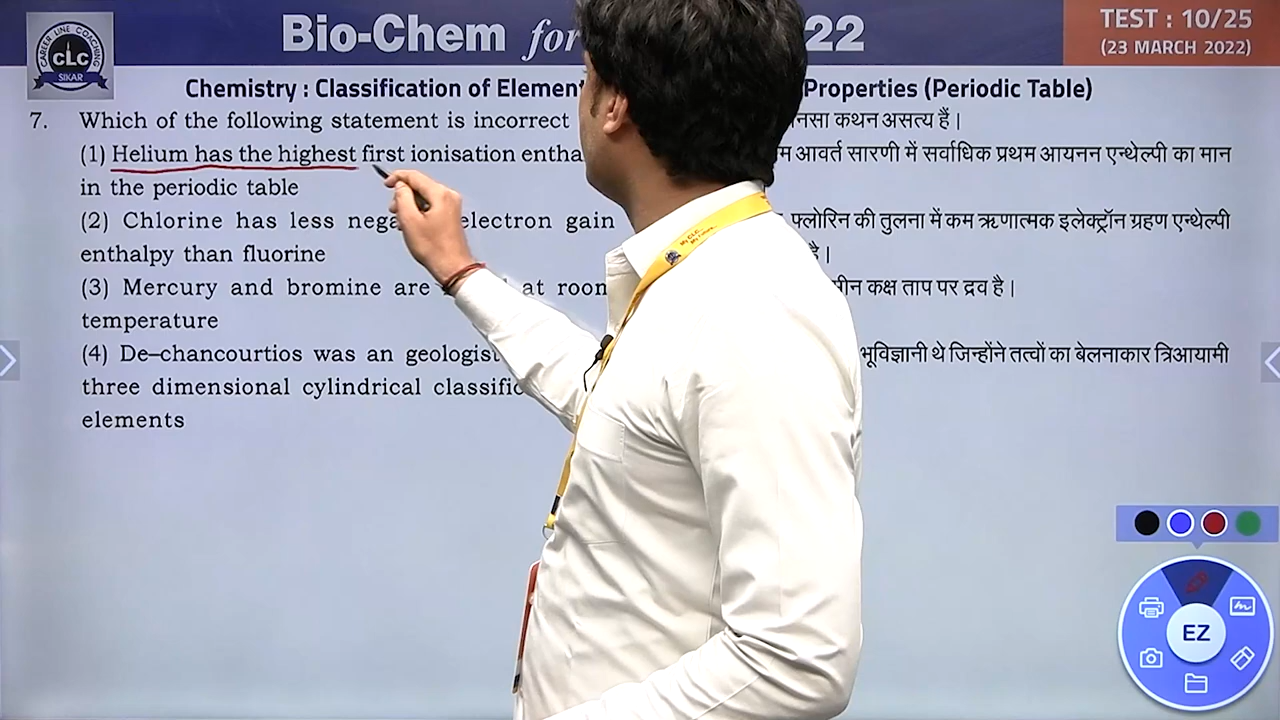 CAREER LINE COACHING
CLC
SIKAR
Bio-Chem for 22
TEST : 10/25
(23 MARCH 2022)
Chemistry : Classification of Element Properties (Periodic Table)
7. Which of the following statement is incorrect
(1) Helium has the highest first ionisation entha
in the periodic table
(2) Chlorine has less nega electron gain
enthalpy than fluorine
(3) Mercury and bromine are at room
temperature
(4) De–chancourtios was an geologist
three dimensional cylindrical classific
elements
नसा कथन असत्य हैं |
म आवर्त सारणी में सर्वाधिक प्रथम आयनन एन्थेल्पी का मान
फ्लोरिन की तुलना में कम ऋणात्मक इलेक्ट्रॉन ग्रहण एन्थेल्पी
है |
मीन कक्ष ताप पर द्रव है |
भूविज्ञानी थे जिन्होंने तत्वों का बेलनाकार त्रिआयामी
My CLC...
EZ